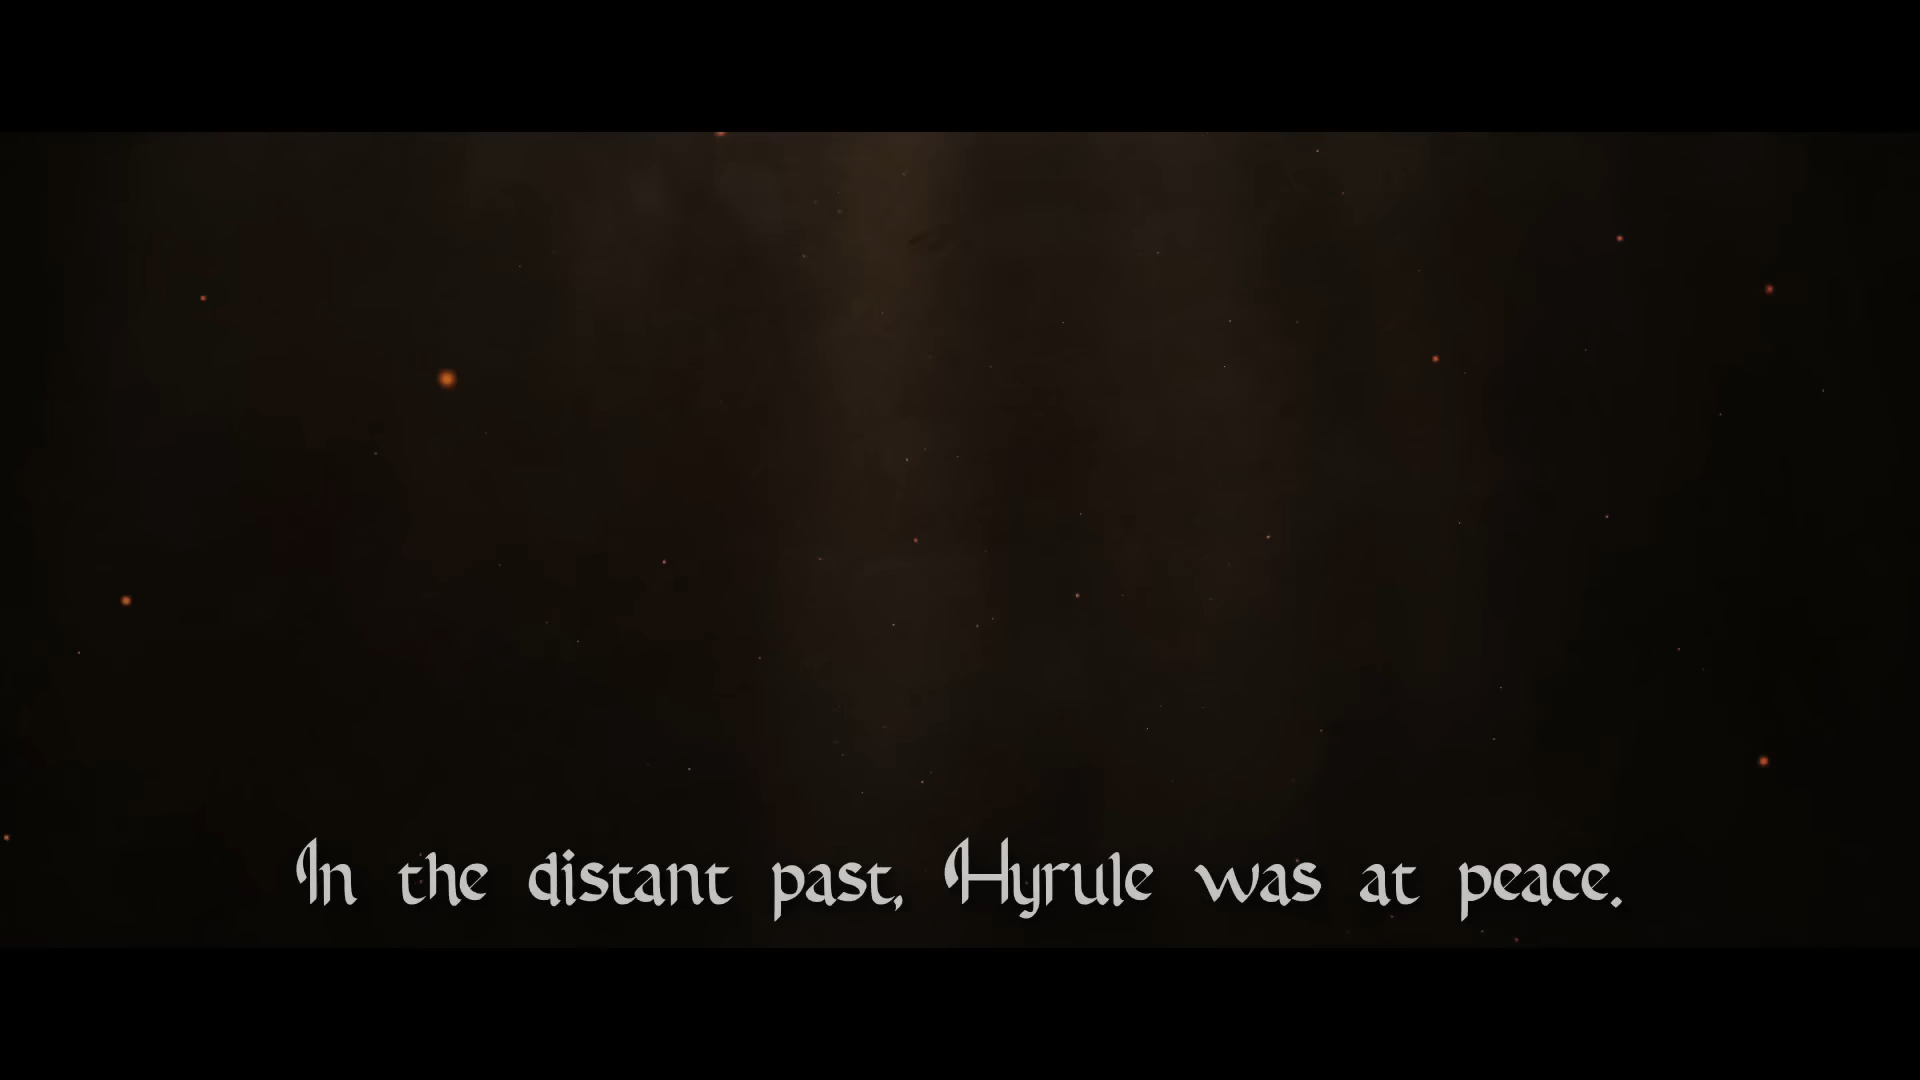 In the distant past, Hyrule was at peace.